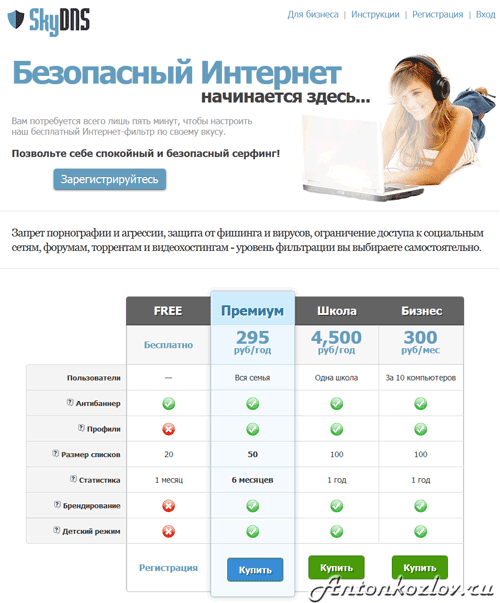 SkyDNS
Для бизнеса | Инструкции | Регистрация | Вход
Безопасный Интернет
начинается здесь...
Вам потребуется всего лишь пять минут, чтобы настроить
наш бесплатный Интернет-фильтр по своему вкусу.
Позвольте себе спокойный и безопасный серфинг!
Зарегистрируйтесь
Запрет порнографии и агрессии, защита от фишинга и вирусов, ограничение доступа к социальным
сетям, форумам, торрентам и видеохостингам - уровень фильтрации вы выбираете самостоятельно.
FREE Премиум Школа Бизнес
Бесплатно 295 4,500 300
руб/год руб/год руб/мес
Пользователи — Вся семья Одна школа За 10 компьютеров
? Антибаннер
? Профили
? Размер списков 20 50 100 100
? Статистика 1 месяц 6 месяцев 1 год 1 год
? Брендирование
? Детский режим
Регистрация Купить Купить Купить
Antonkozlov.ru